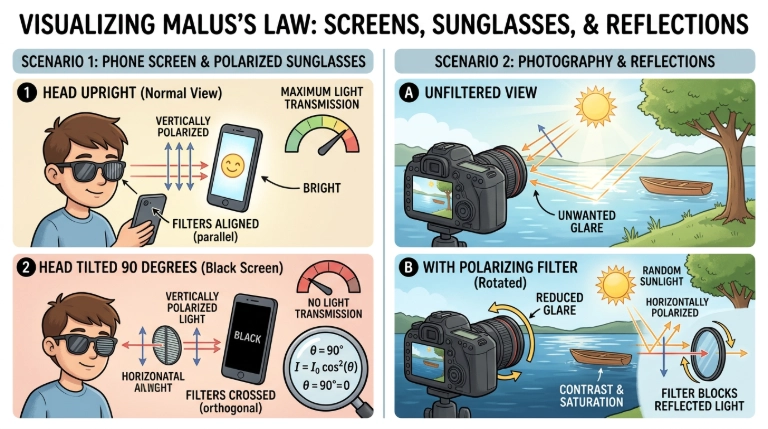 VISUALIZING MALUS'S LAW: SCREENS, SUNGLASSES, & REFLECTIONS
SCENARIO 1: PHONE SCREEN & POLARIZED SUNGLASSES
1 HEAD UPRIGHT (Normal View)
MAXIMUM LIGHT
TRANSMISSION
VERTICALLY
POLARIZED
BRIGHT
FILTERS ALIGNED
(parallel)
2 HEAD TILTED 90 DEGREES (Black Screen)
NO LIGHT
TRANSMISSION
VERTICALLY
POLARIZED
LIGHT
BLACK
HORIZONATAL
FILTERS CROSSED
(orthogonal)
θ = 90°
I = I₀ cos²(θ)
θ = 90°=0
SCENARIO 2: PHOTOGRAPHY & REFLECTIONS
A UNFILTERED VIEW
UNWANTED
GLARE
B WITH POLARIZING FILTER
(Rotated)
REDUCED
GLARE
RANDOM
SUNLIGHT
HORIZONTALLY
POLARIZED
CONTRAST &
SATURATION
FILTER BLOCKS
REFLECTED LIGHT